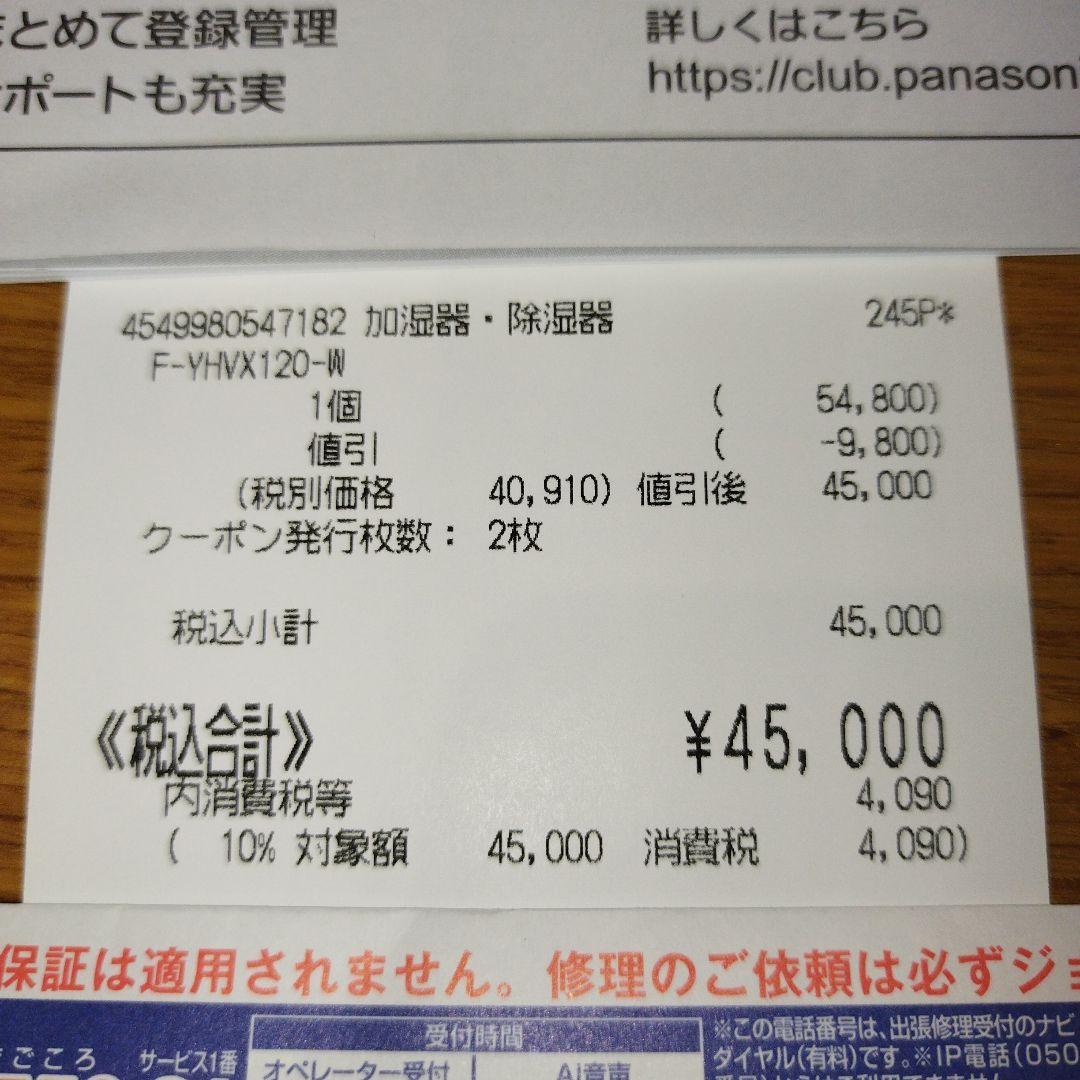 まとめて登録管理
サポートも充実
詳しくはこちら
https://club.panasoni
4549980547182 加湿器・除湿器 245P*
F-YHVX120-W
1個 ( 54,800)
値引 ( -9,800)
(税別価格 40,910) 値引後 45,000
クーポン発行枚数： 2枚
税込小計 45,000
《税込合計》 ¥45,000
内消費税等 4,090
( 10% 対象額 45,000 消費税 4,090)
保証は適用されません。修理のご依頼は必ずジョ
まごころ サービス1番
受付時間
オペレーター受付 AI音声
※この電話番号は、出張修理受付のナビ
ダイヤル(有料)です。※IP電話(050